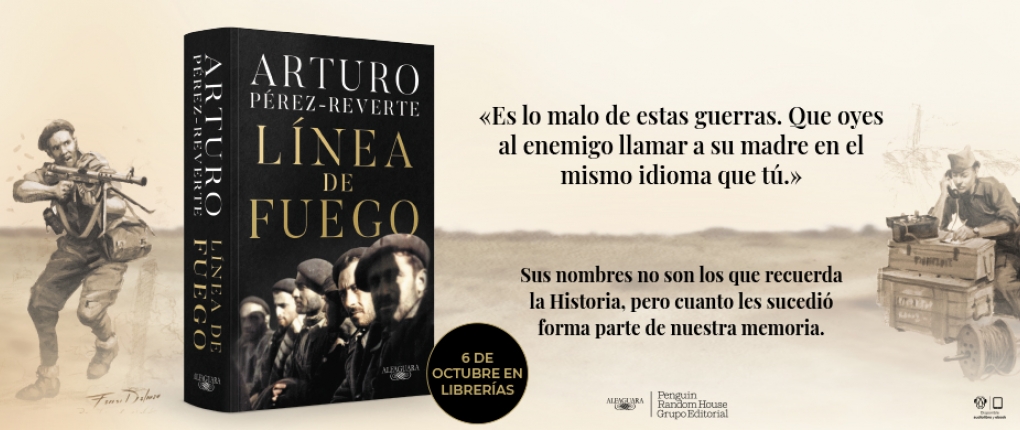 ARTURO
PÉREZ-REVERTE
LÍNEA DE
FUEGO
ARTURO
PÉREZ-REVERTE
LÍNEA
DE
FUEGO
ALFAGUARA
ALFAGUARA
6 DE
OCTUBRE EN
LIBRERÍAS
«Es lo malo de estas guerras. Que oyes
al enemigo llamar a su madre en el
mismo idioma que tú.»
Sus nombres no son los que recuerda
la Historia, pero cuanto les sucedió
forma parte de nuestra memoria.
ALFAGUARA
Penguin
Random House
Grupo Editorial